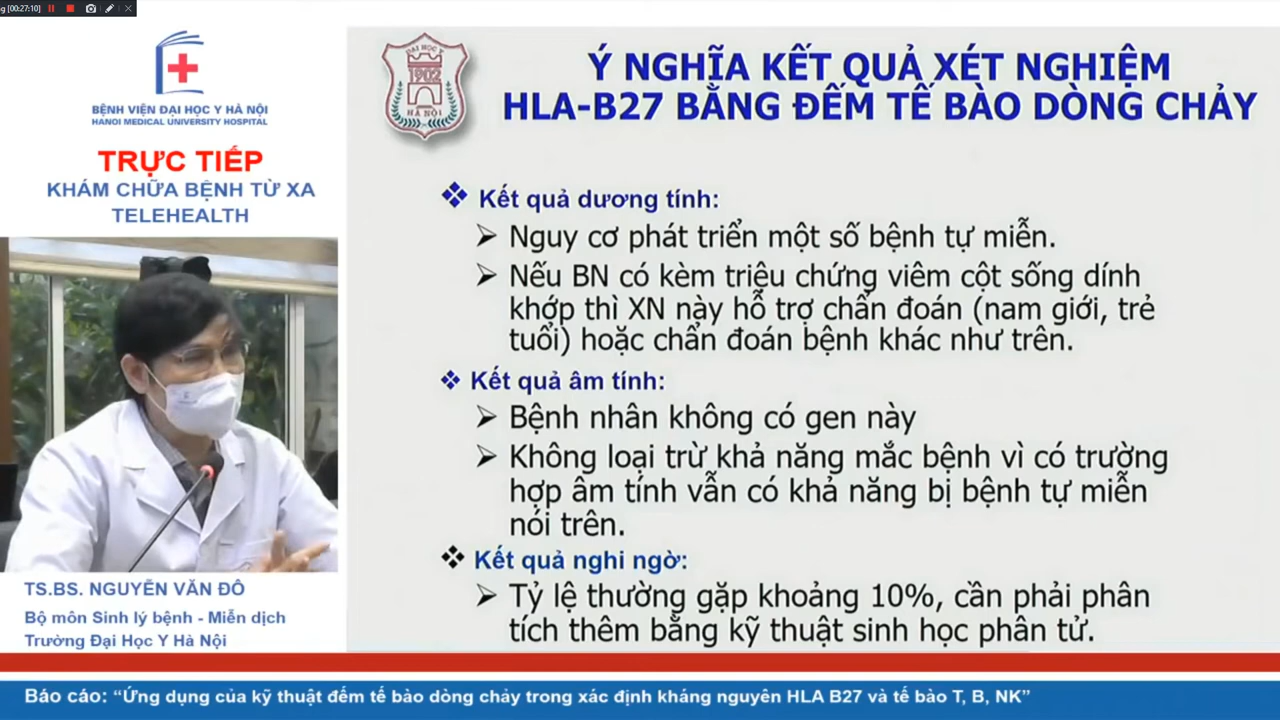 g [00:27:10]
BỆNH VIỆN ĐẠI HỌC Y HÀ NỘI
HANOI MEDICAL UNIVERSITY HOSPITAL
TRỰC TIẾP
KHÁM CHỮA BỆNH TỪ XA
TELEHEALTH
TS.BS. NGUYỄN VĂN ĐÔ
Bộ môn Sinh lý bệnh - Miễn dịch
Trường Đại Học Y Hà Nội
ĐẠI HỌC Y
1902
HÀ NỘI
Ý NGHĨA KẾT QUẢ XÉT NGHIỆM
HLA-B27 BẰNG ĐẾM TẾ BÀO DÒNG CHẢY
❖ Kết quả dương tính:
➢ Nguy cơ phát triển một số bệnh tự miễn.
➢ Nếu BN có kèm triệu chứng viêm cột sống dính
khớp thì XN này hỗ trợ chẩn đoán (nam giới, trẻ
tuổi) hoặc chẩn đoán bệnh khác như trên.
❖ Kết quả âm tính:
➢ Bệnh nhân không có gen này
➢ Không loại trừ khả năng mắc bệnh vì có trường
hợp âm tính vẫn có khả năng bị bệnh tự miễn
nói trên.
❖ Kết quả nghi ngờ:
➢ Tỷ lệ thường gặp khoảng 10%, cần phải phân
tích thêm bằng kỹ thuật sinh học phân tử.
Báo cáo: “Ứng dụng của kỹ thuật đếm tế bào dòng chảy trong xác định kháng nguyên HLA B27 và tế bào T, B, NK”